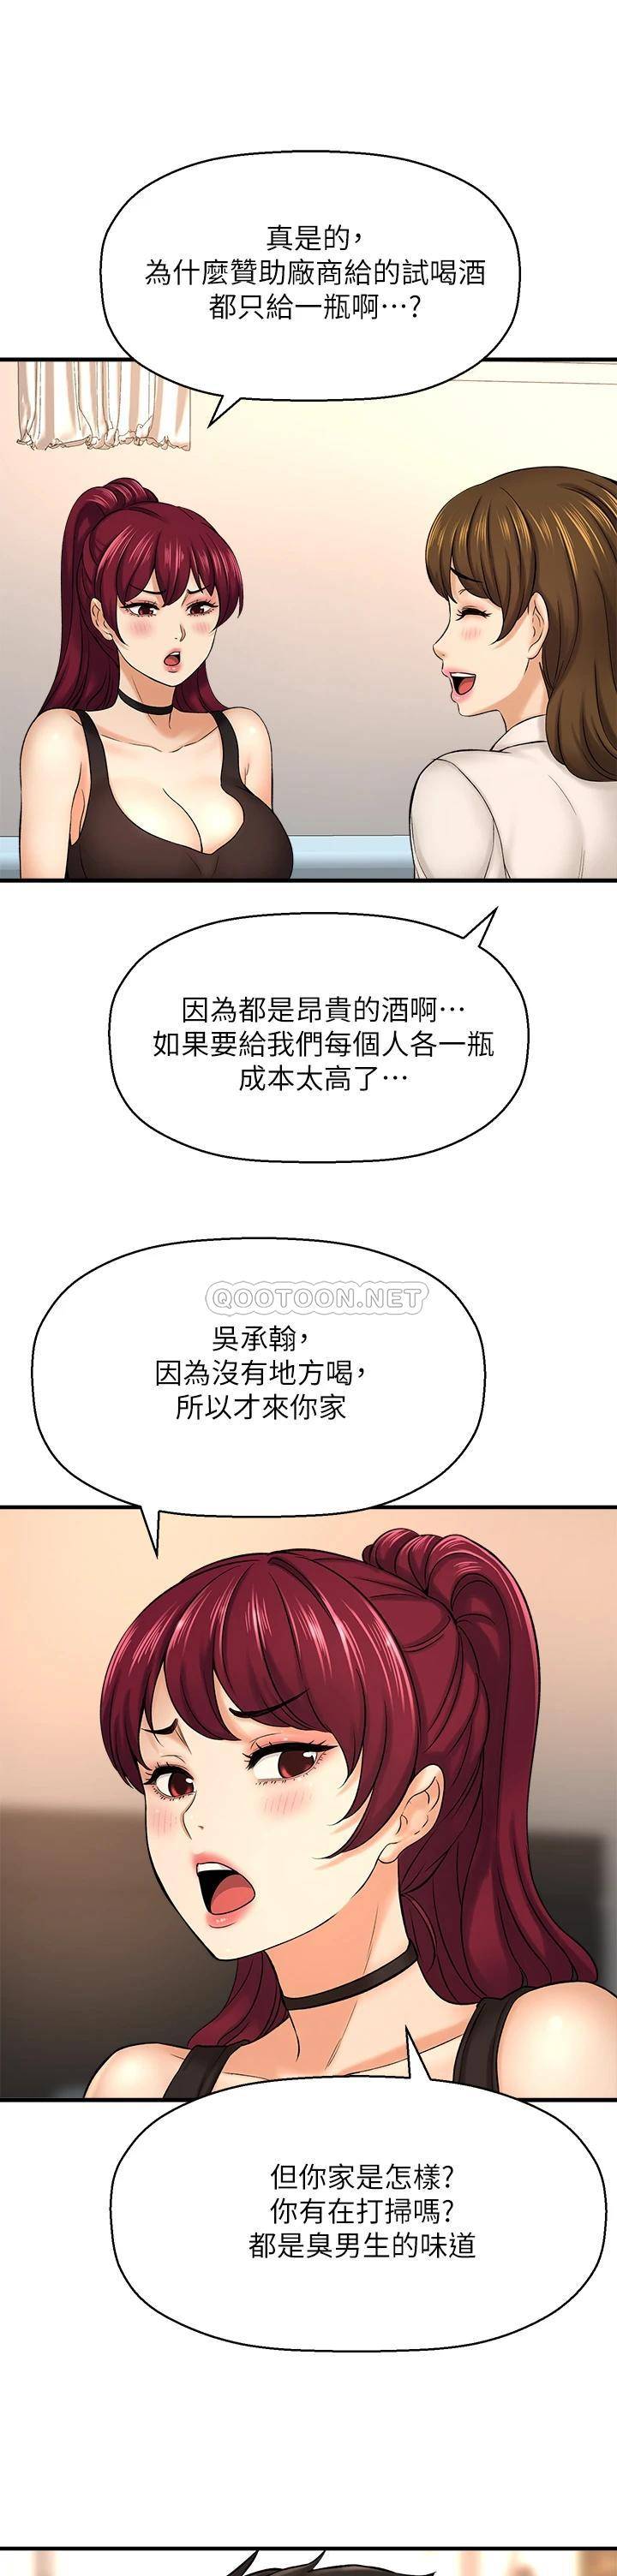 真是的，
為什麼贊助廠商給的試喝酒
都只給一瓶啊⋯?
因為都是昂貴的酒啊⋯
如果要給我們每個人各一瓶
成本太高了⋯
QOOTOON.NET
吳承翰，
因為沒有地方喝，
所以才來你家
但你家是怎樣?
你有在打掃嗎?
都是臭男生的味道